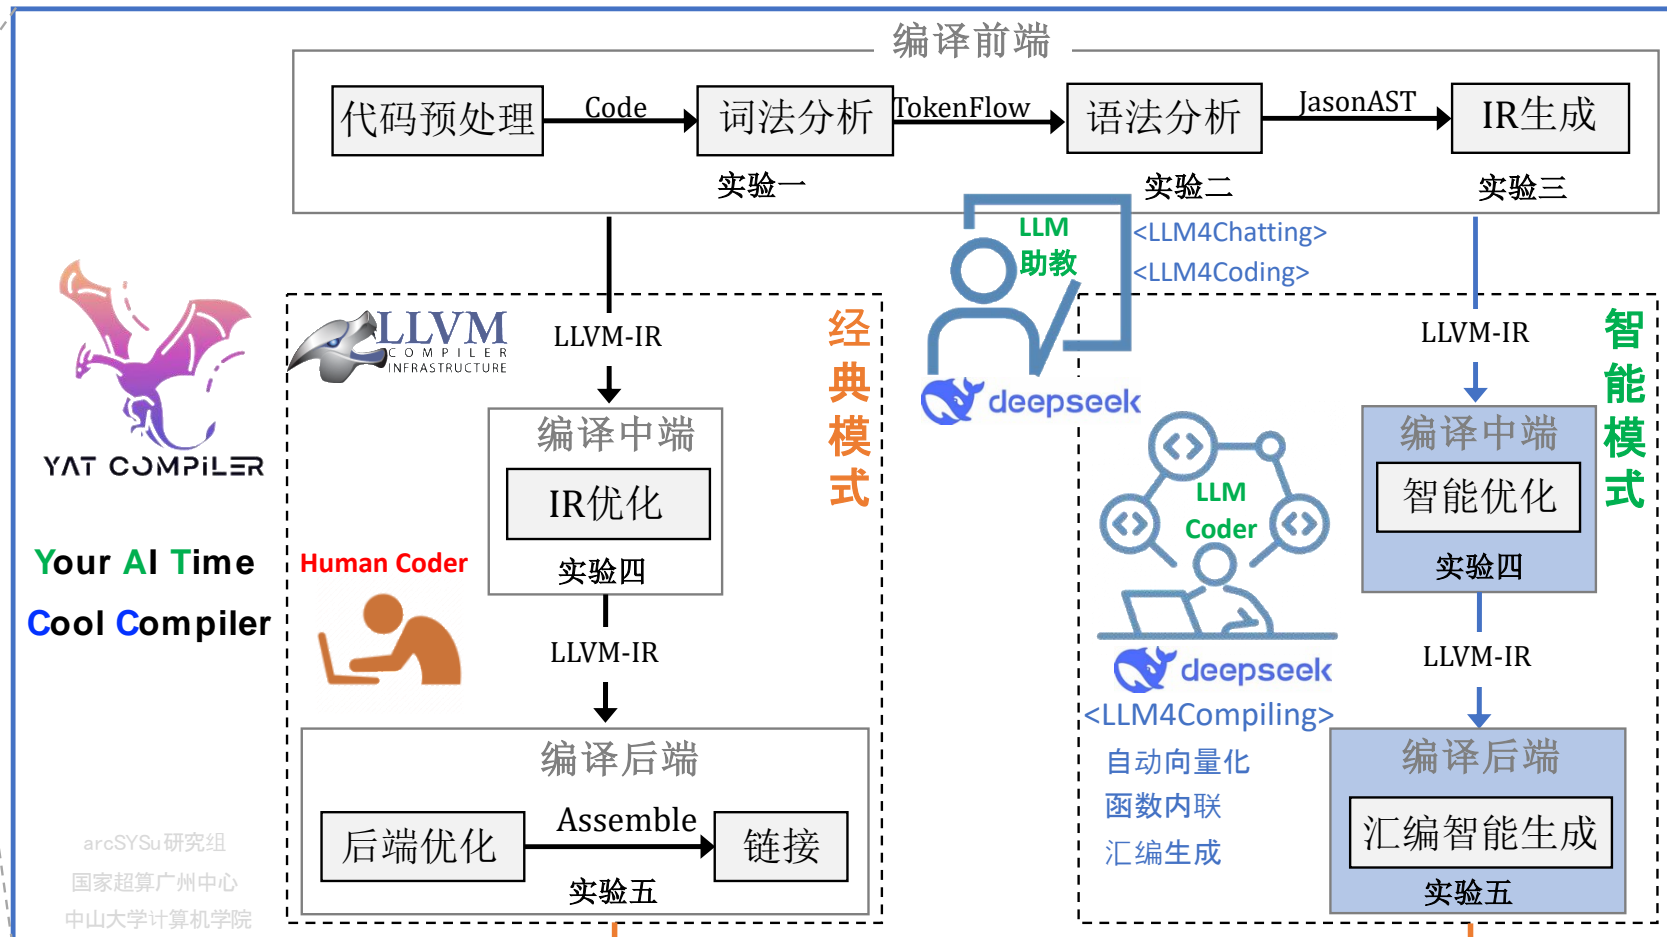 编译前端
代码预处理
Code
词法分析
TokenFlow
语法分析
JasonAST
IR生成
实验一
实验二
实验三
LLM
助教
<LLM4Chatting>
<LLM4Coding>
deepseek
YAT COMPiLER
Your AI Time
Cool Compiler
LLVM
COMPILER
INFRASTRUCTURE
LLVM-IR
经典模式
编译中端
IR优化
实验四
Human Coder
LLVM-IR
编译后端
后端优化
Assemble
链接
实验五
LLVM-IR
智能模式
编译中端
智能优化
实验四
LLM
Coder
deepseek
<LLM4Compiling>
自动向量化
函数内联
汇编生成
LLVM-IR
编译后端
汇编智能生成
实验五
arcSYSu研究组
国家超算广州中心
中山大学计算机学院